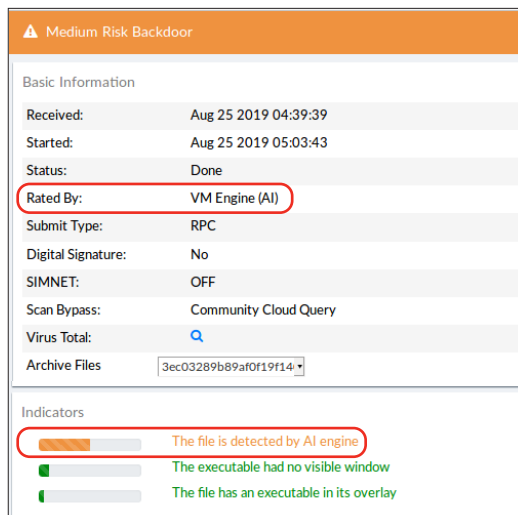 Medium Risk Backdoor
Basic Information
Received: Aug 25 2019 04:39:39
Started: Aug 25 2019 05:03:43
Status: Done
Rated By: VM Engine (AI)
Submit Type: RPC
Digital Signature: No
SIMNET: OFF
Scan Bypass: Community Cloud Query
Virus Total:
Archive Files 3ec03289b89af0f19f14
Indicators
The file is detected by AI engine
The executable had no visible window
The file has an executable in its overlay